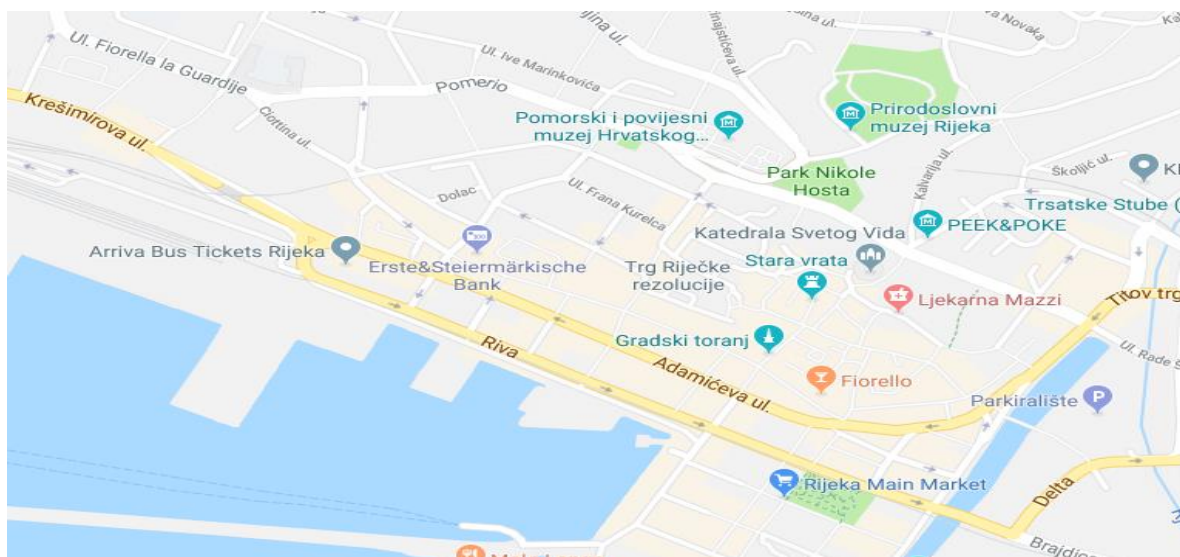 Ul. Fiorella la Guardije
Ul. Ive Marinkovića
Pomerio
Krešimirova ul.
Ciottina ul.
Pomorski i povijesni
muzej Hrvatskog...
Prirodoslovni
muzej Rijeka
Park Nikole
Hosta
Kalvarija ul.
Školjić ul.
Trsatske Stube (
PEEK&POKE
Dolac
Ul. Frana Kurelca
Katedrala Svetog Vida
Arriva Bus Tickets Rijeka
Erste&Steiermärkische
Bank
Trg Riječke
rezolucije
Stara vrata
Ljekarna Mazzi
Titov trg
Gradski toranj
Riva
Adamićeva ul.
Fiorello
Ul. Rade
Parkiralište
P
Rijeka Main Market
Delta
Brajdica